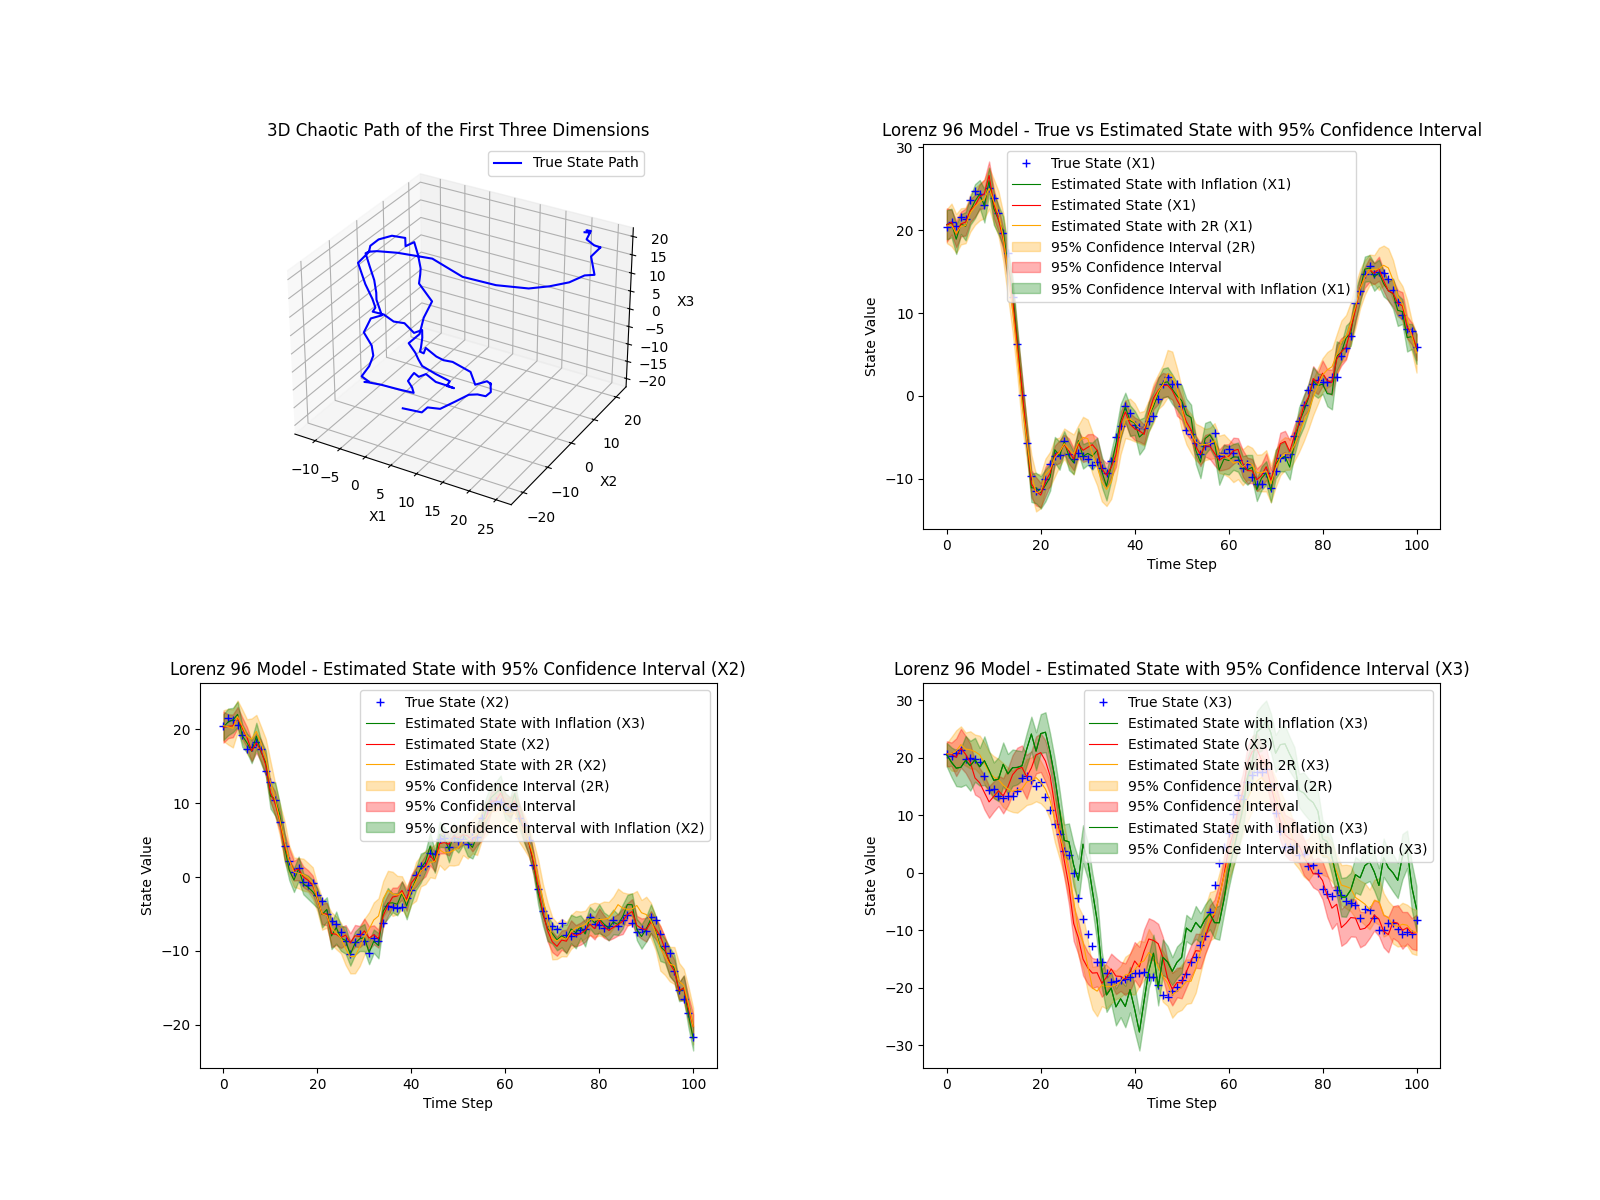 3D Chaotic Path of the First Three Dimensions
True State Path
20
15
10
5
0
−5
−10
−15
−20
X3
20
10
0
−10
−20
X2
−10
−5
0
5
10
15
20
25
X1
Lorenz 96 Model - True vs Estimated State with 95% Confidence Interval
True State (X1)
Estimated State with Inflation (X1)
Estimated State (X1)
Estimated State with 2R (X1)
95% Confidence Interval (2R)
95% Confidence Interval
95% Confidence Interval with Inflation (X1)
30
20
10
0
−10
State Value
0
20
40
60
80
100
Time Step
Lorenz 96 Model - Estimated State with 95% Confidence Interval (X2)
True State (X2)
Estimated State with Inflation (X3)
Estimated State (X2)
Estimated State with 2R (X2)
95% Confidence Interval (2R)
95% Confidence Interval
95% Confidence Interval with Inflation (X2)
20
10
0
−10
−20
State Value
0
20
40
60
80
100
Time Step
Lorenz 96 Model - Estimated State with 95% Confidence Interval (X3)
True State (X3)
Estimated State with Inflation (X3)
Estimated State (X3)
Estimated State with 2R (X3)
95% Confidence Interval (2R)
95% Confidence Interval
Estimated State with Inflation (X3)
95% Confidence Interval with Inflation (X3)
30
20
10
0
−10
−20
−30
State Value
0
20
40
60
80
100
Time Step